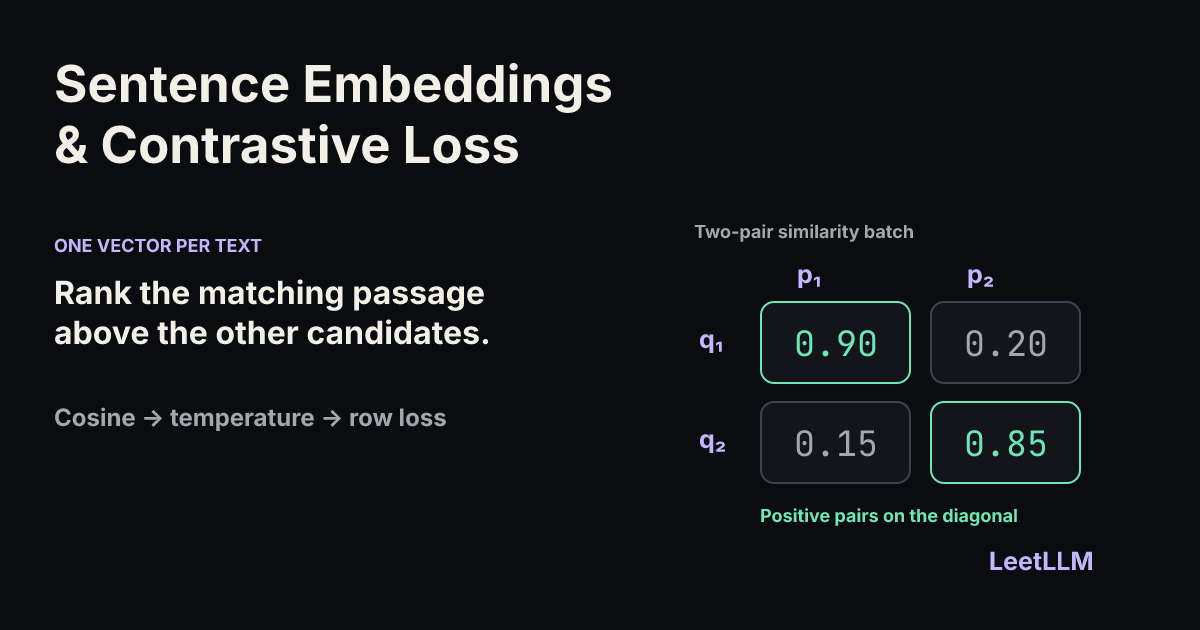 Sentence Embeddings
& Contrastive Loss
ONE VECTOR PER TEXT
Rank the matching passage
above the other candidates.
Cosine → temperature → row loss
Two-pair similarity batch
p₁ p₂
q₁ 0.90 0.20
q₂ 0.15 0.85
Positive pairs on the diagonal
LeetLLM